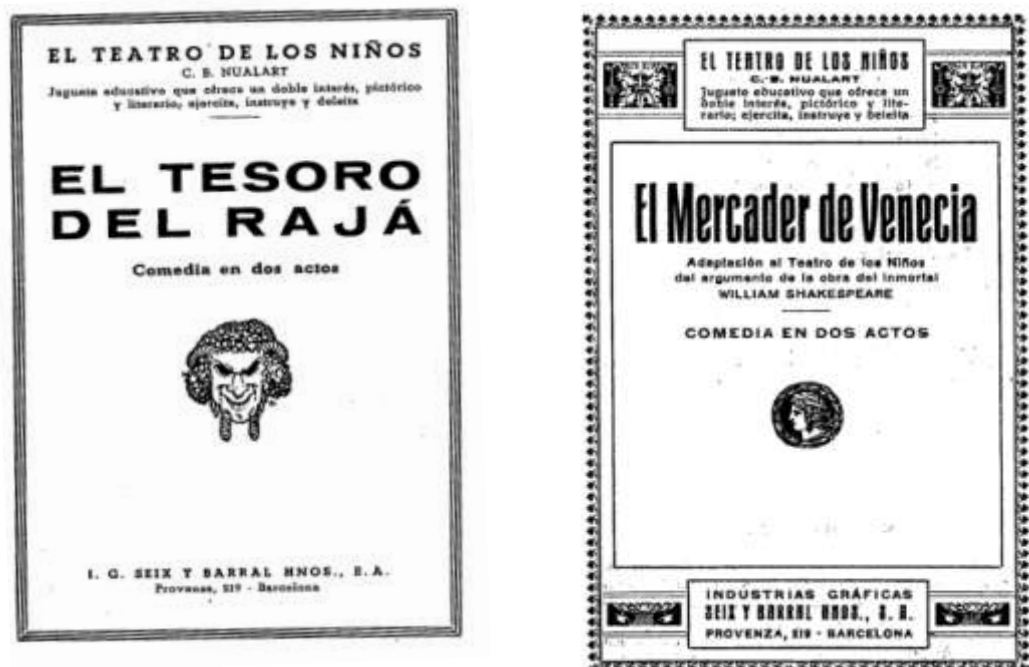 EL TEATRO DE LOS NIÑOS
C. B. NUALART
Juguete educativo que ofrece un doble interés, pictórico
y literario; ejercita, instruye y deleita
EL TESORO
DEL RAJÁ
Comedia en dos actos
I. G. SEIX Y BARRAL HNOS., S. A.
Provenza, 219 - Barcelona
EL TEATRO DE LOS NIÑOS
C.-B. NUALART
Juguete educativo que ofrece un
doble interés, pictórico y lite-
rario; ejercita, instruye y deleita
El Mercader de Venecia
Adaptación al Teatro de los Niños
del argumento de la obra del inmortal
WILLIAM SHAKESPEARE
COMEDIA EN DOS ACTOS
INDUSTRIAS GRÁFICAS
SEIX Y BARRAL HNOS., S. A.
PROVENZA, 219 - BARCELONA